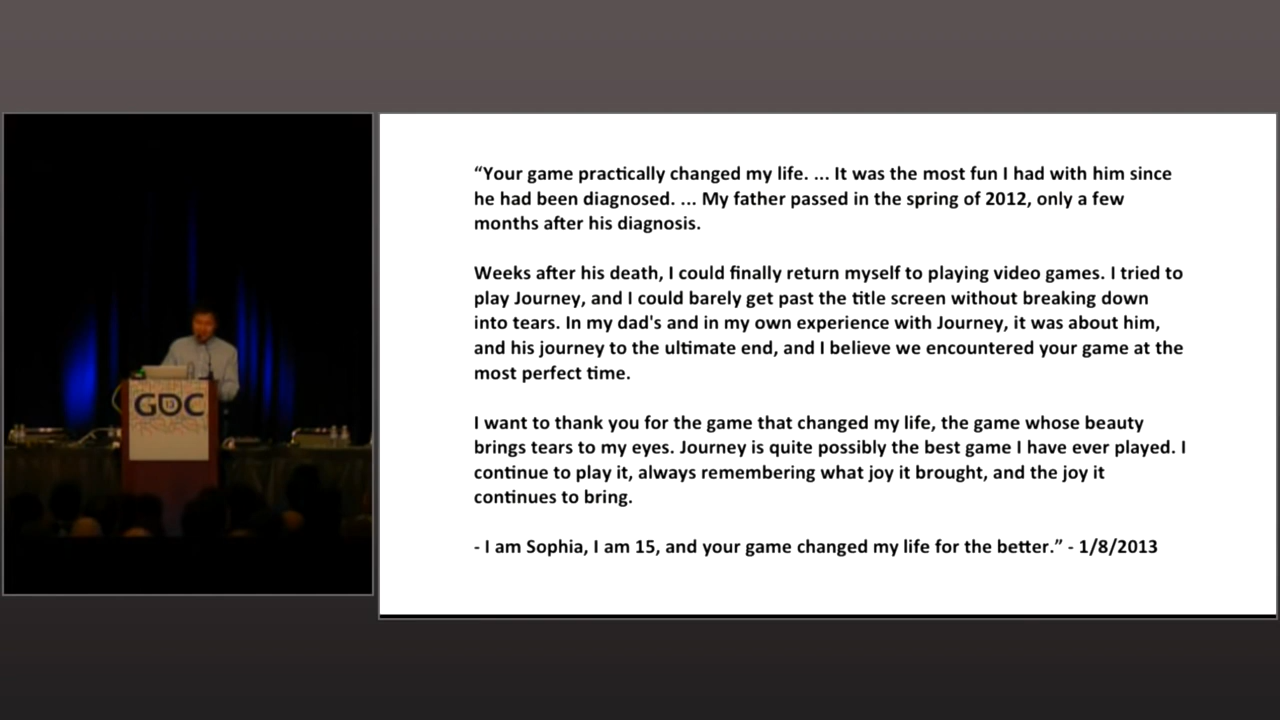 GDC
13
“Your game practically changed my life. ... It was the most fun I had with him since
he had been diagnosed. ... My father passed in the spring of 2012, only a few
months after his diagnosis.
Weeks after his death, I could finally return myself to playing video games. I tried to
play Journey, and I could barely get past the title screen without breaking down
into tears. In my dad's and in my own experience with Journey, it was about him,
and his journey to the ultimate end, and I believe we encountered your game at the
most perfect time.
I want to thank you for the game that changed my life, the game whose beauty
brings tears to my eyes. Journey is quite possibly the best game I have ever played. I
continue to play it, always remembering what joy it brought, and the joy it
continues to bring.
- I am Sophia, I am 15, and your game changed my life for the better.” - 1/8/2013